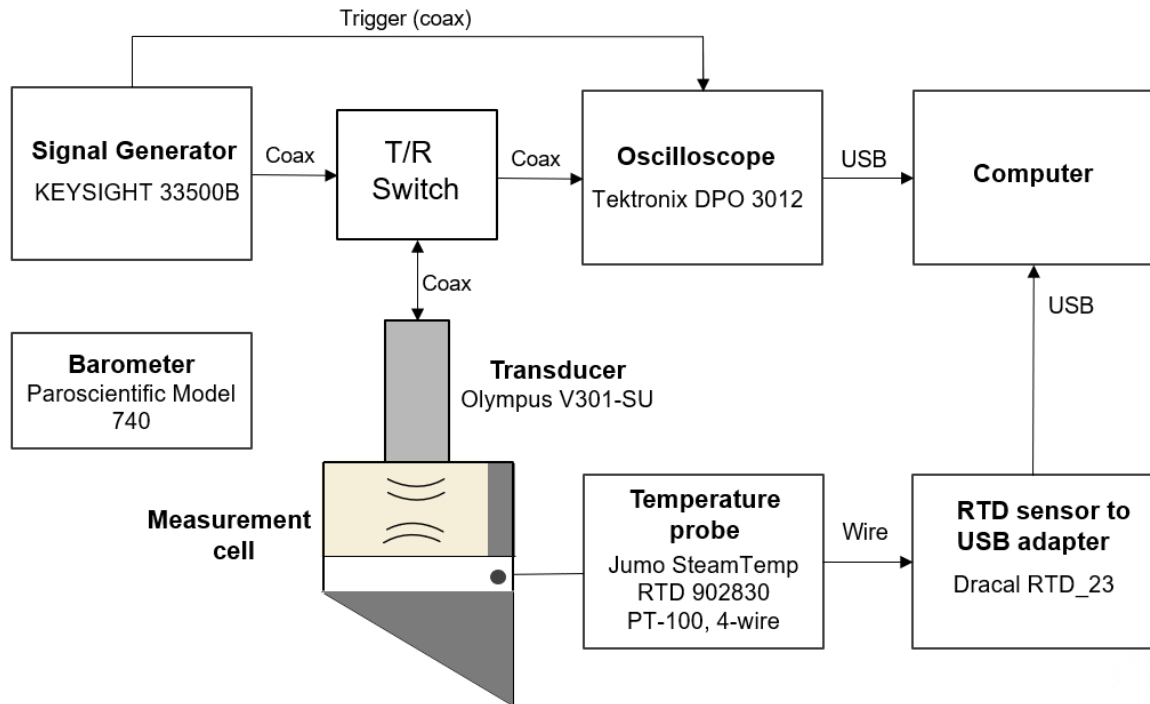 Trigger (coax)
Signal Generator
KEYSIGHT 33500B
Coax
T/R
Switch
Coax
Oscilloscope
Tektronix DPO 3012
USB
Computer
Coax
USB
Barometer
Paroscientific Model
740
Transducer
Olympus V301-SU
Measurement
cell
Temperature
probe
Jumo SteamTemp
RTD 902830
PT-100, 4-wire
Wire
RTD sensor to
USB adapter
Dracal RTD_23